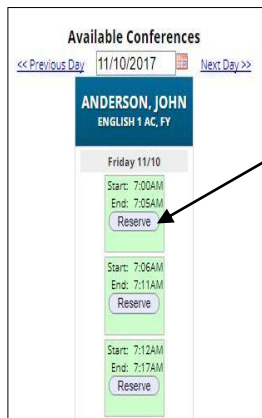 Available Conferences
<< Previous Day 11/10/2017 Next Day >>
ANDERSON, JOHN
ENGLISH 1 AC, FY
Friday 11/10
Start: 7:00AM
End: 7:05AM
Reserve
Start: 7:06AM
End: 7:11AM
Reserve
Start: 7:12AM
End: 7:17AM
Reserve